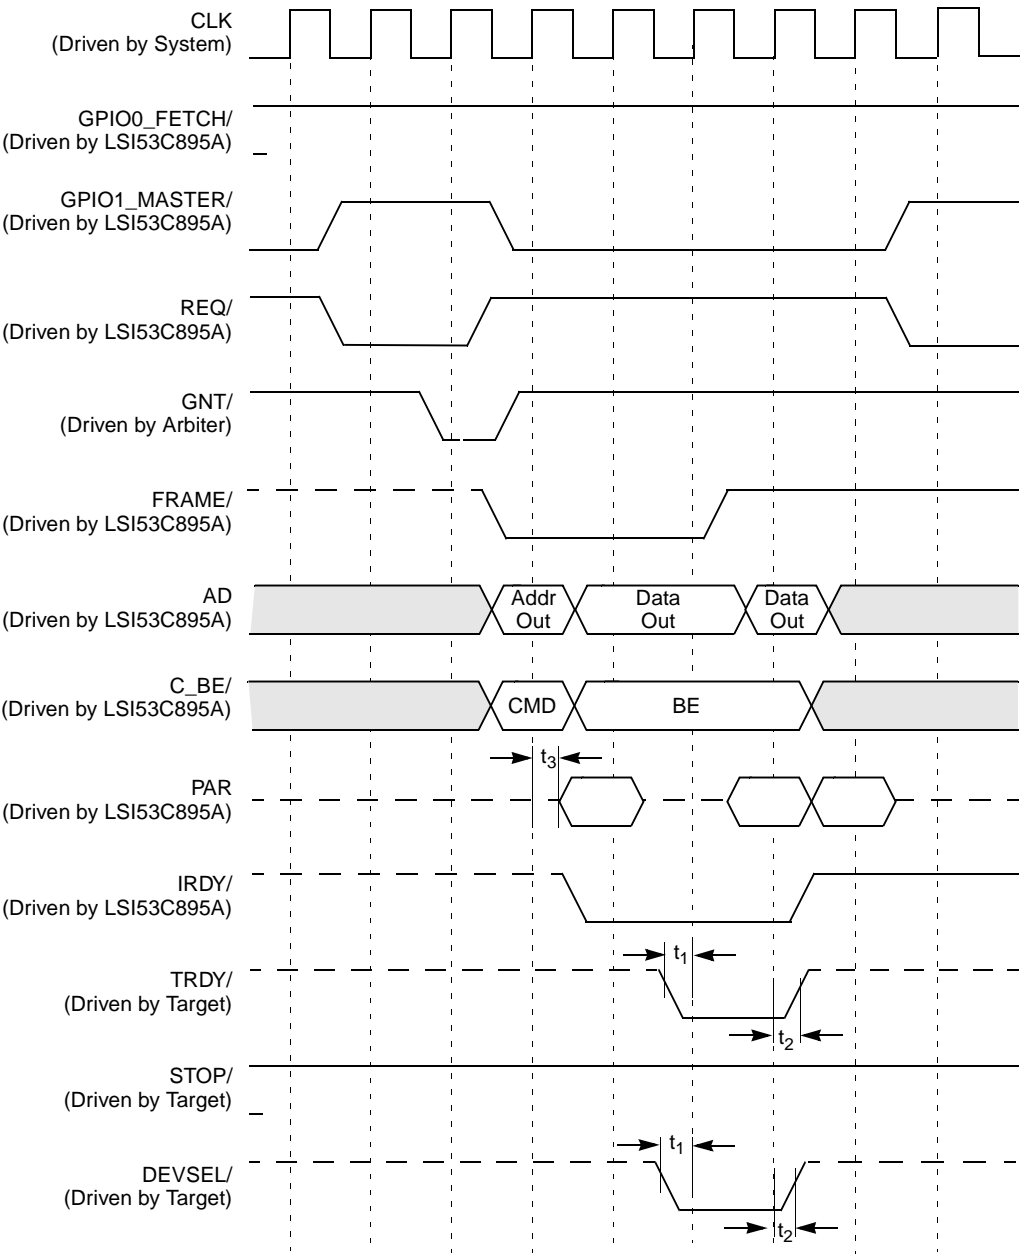 CLK
(Driven by System)
GPIO0_FETCH/
(Driven by LSI53C895A)
GPIO1_MASTER/
(Driven by LSI53C895A)
REQ/
(Driven by LSI53C895A)
GNT/
(Driven by Arbiter)
FRAME/
(Driven by LSI53C895A)
AD
(Driven by LSI53C895A)
Addr
Out
Data
Out
Data
Out
C_BE/
(Driven by LSI53C895A)
CMD
BE
t3
PAR
(Driven by LSI53C895A)
IRDY/
(Driven by LSI53C895A)
t1
TRDY/
(Driven by Target)
t2
STOP/
(Driven by Target)
t1
DEVSEL/
(Driven by Target)
t2